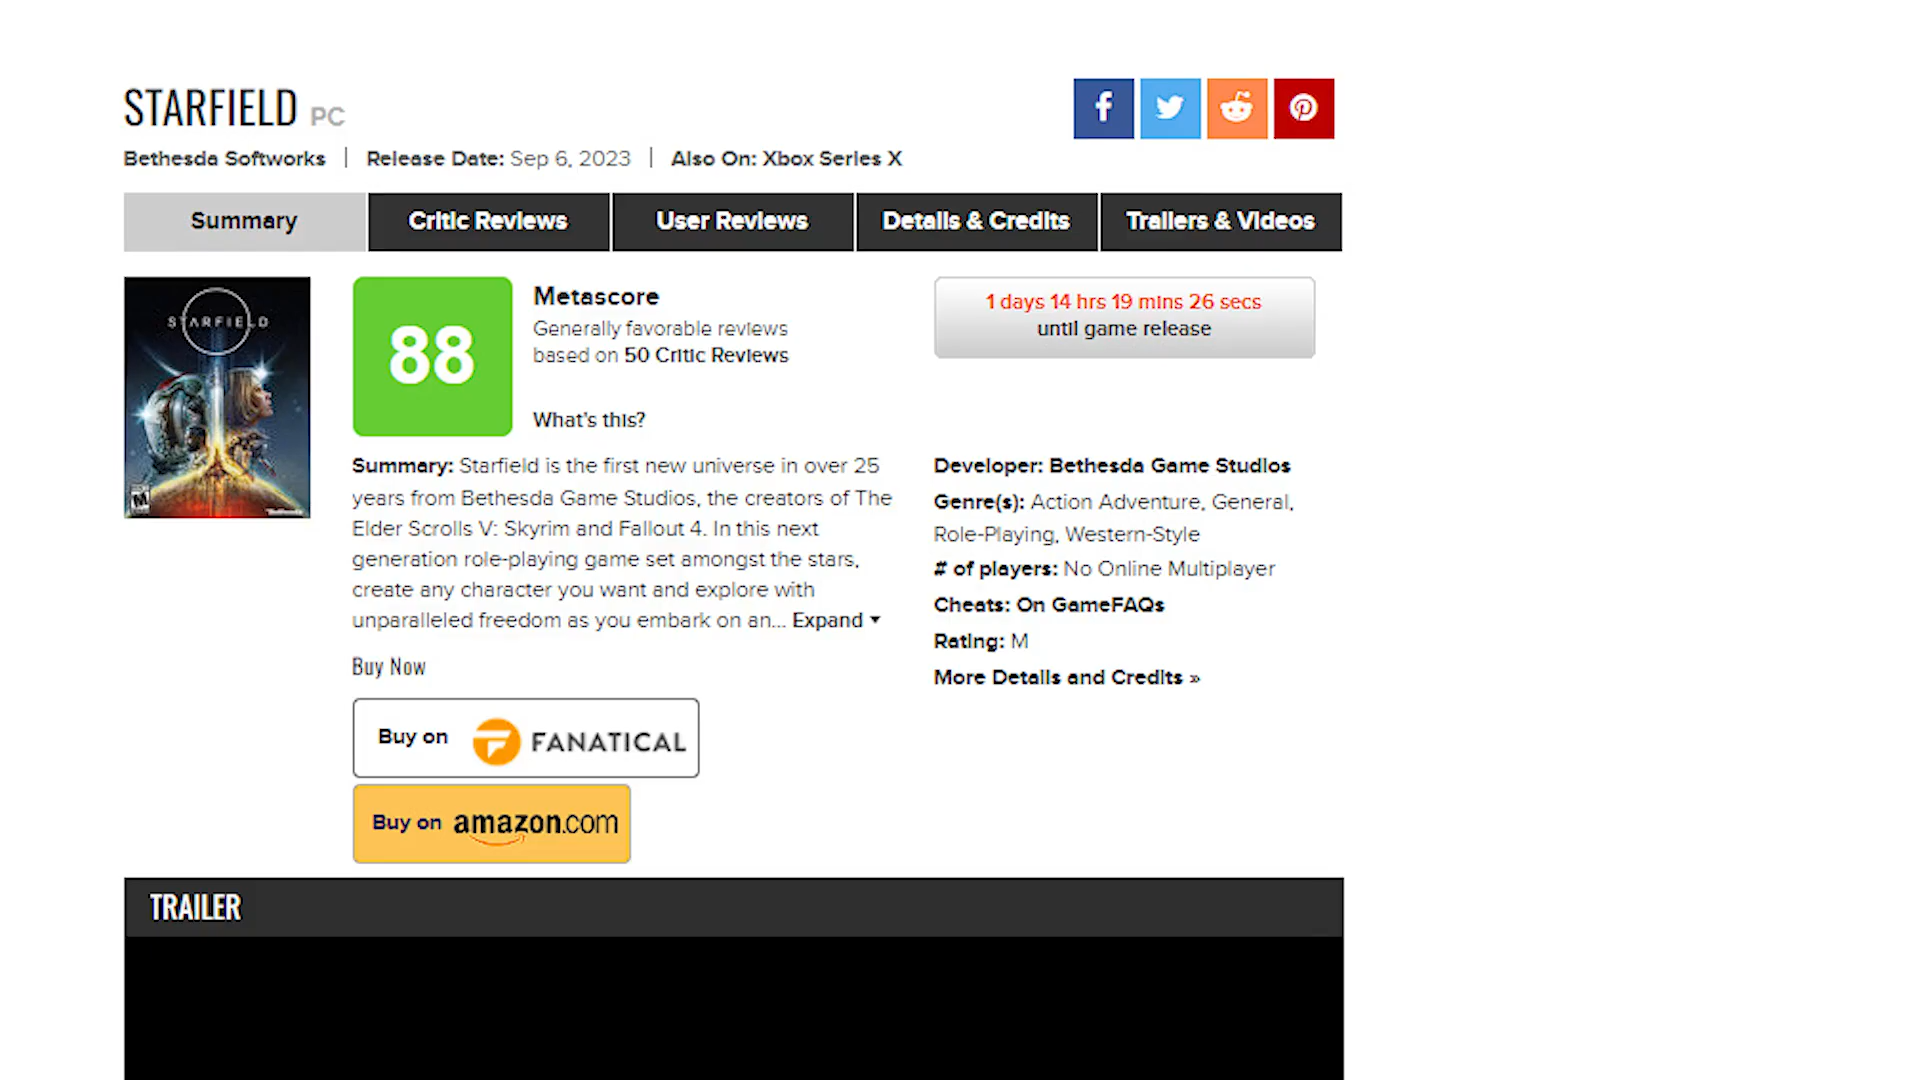 STARFIELD PC
Bethesda Softworks | Release Date: Sep 6, 2023 | Also On: Xbox Series X
Summary
Critic Reviews
User Reviews
Details & Credits
Trailers & Videos
STARFIELD
M
88
Metascore
Generally favorable reviews
based on 50 Critic Reviews
What's this?
1 days 14 hrs 19 mins 26 secs
until game release
Summary: Starfield is the first new universe in over 25
years from Bethesda Game Studios, the creators of The
Elder Scrolls V: Skyrim and Fallout 4. In this next
generation role-playing game set amongst the stars,
create any character you want and explore with
unparalleled freedom as you embark on an... Expand
Developer: Bethesda Game Studios
Genre(s): Action Adventure, General,
Role-Playing, Western-Style
# of players: No Online Multiplayer
Cheats: On GameFAQs
Rating: M
More Details and Credits »
Buy Now
Buy on FANATICAL
Buy on amazon.com
TRAILER